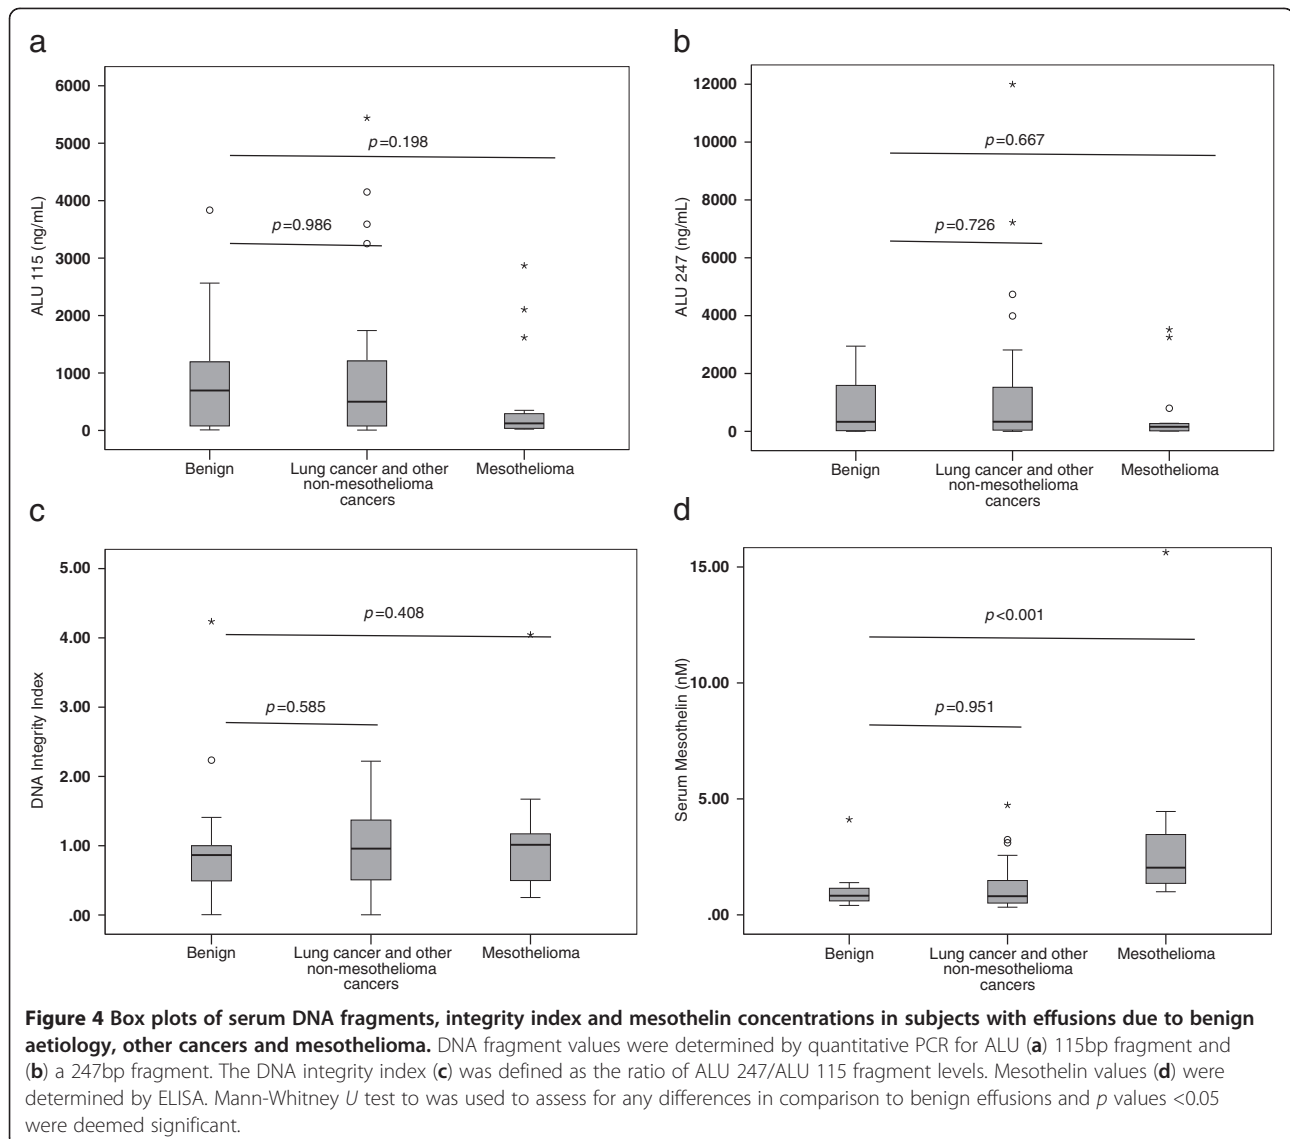 a
6000
5000
4000
3000
2000
1000
0
ALU 115 (ng/mL)
p=0.198
p=0.986
Benign
Lung cancer and other
non-mesothelioma
cancers
Mesothelioma
b
12000
10000
8000
6000
4000
2000
0
ALU 247 (ng/mL)
p=0.667
p=0.726
Benign
Lung cancer and other
non-mesothelioma
cancers
Mesothelioma
c
5.00
4.00
3.00
2.00
1.00
.00
DNA Integrity Index
p=0.408
p=0.585
Benign
Lung cancer and other
non-mesothelioma
cancers
Mesothelioma
d
15.00
10.00
5.00
.00
Serum Mesothelin (nM)
p<0.001
p=0.951
Benign
Lung cancer and other
non-mesothelioma
cancers
Mesothelioma
Figure 4 Box plots of serum DNA fragments, integrity index and mesothelin concentrations in subjects with effusions due to benign
aetiology, other cancers and mesothelioma. DNA fragment values were determined by quantitative PCR for ALU (a) 115bp fragment and
(b) a 247bp fragment. The DNA integrity index (c) was defined as the ratio of ALU 247/ALU 115 fragment levels. Mesothelin values (d) were
determined by ELISA. Mann-Whitney U test to was used to assess for any differences in comparison to benign effusions and p values <0.05
were deemed significant.